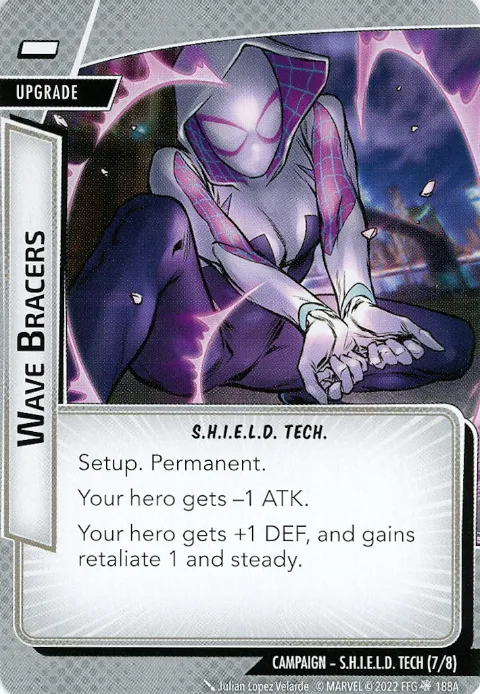 UPGRADE
WAVE BRACERS
S.H.I.E.L.D. TECH.
Setup. Permanent.
Your hero gets –1 ATK.
Your hero gets +1 DEF, and gains
retaliate 1 and steady.
CAMPAIGN – S.H.I.E.L.D. TECH (7/8)
Julian Lopez Velarde © MARVEL © 2022 FFG 188A